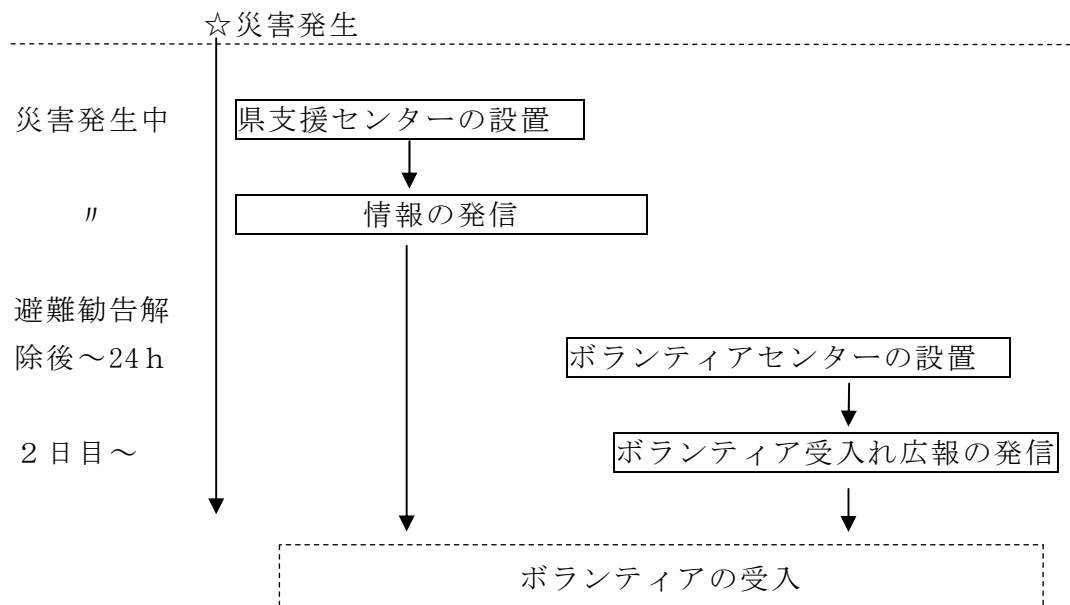 ☆災害発生
災害発生中
県支援センターの設置
〃
情報の発信
避難勧告解
除後～24ｈ
ボランティアセンターの設置
２日目～
ボランティア受入れ広報の発信
ボランティアの受入